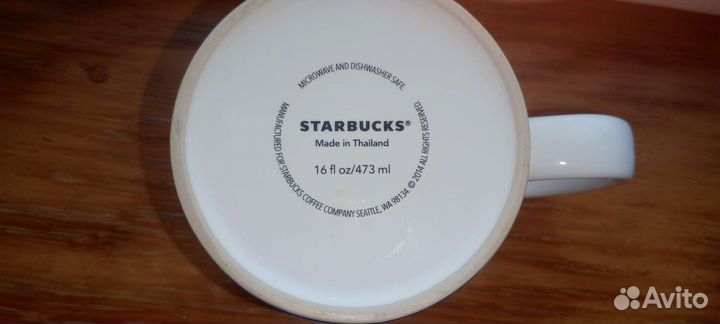 MICROWAVE AND DISHWASHER SAFE.
STARBUCKS®
Made in Thailand
16 fl oz/473 ml
MANUFACTURED FOR STARBUCKS COFFEE COMPANY SEATTLE, WA 98134. © 2014 ALL RIGHTS RESERVED.
Avito